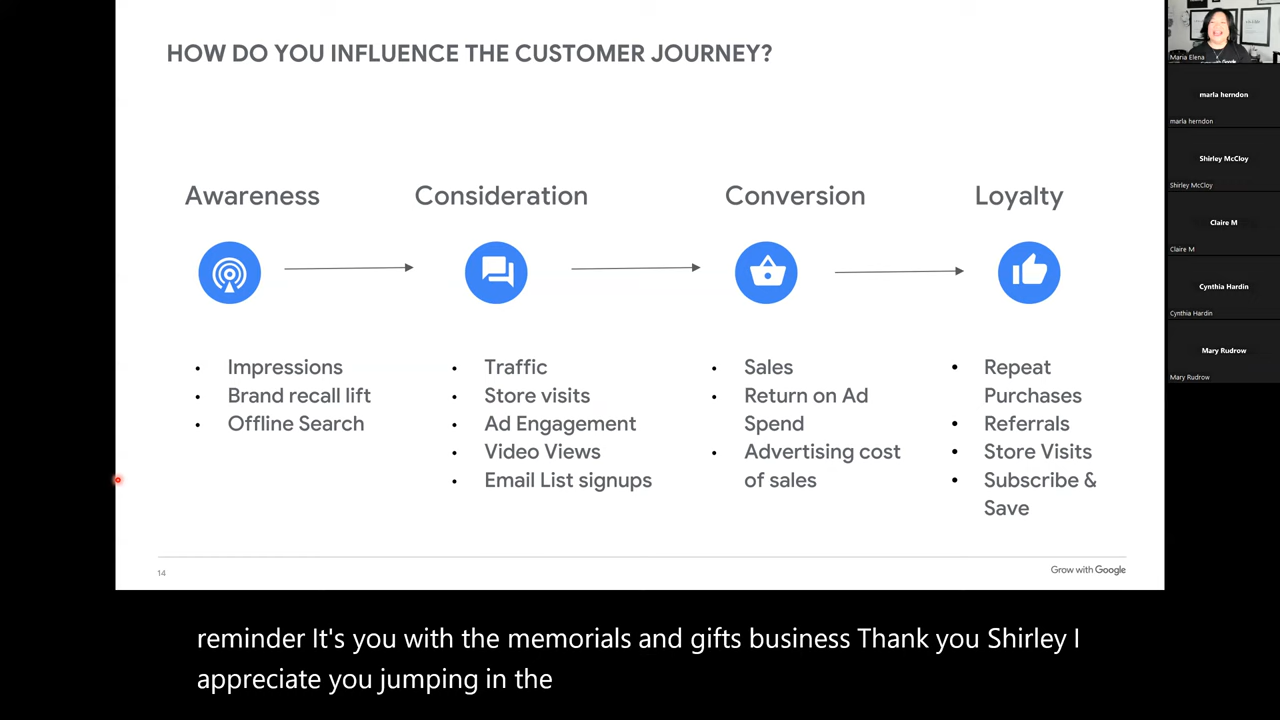 HOW DO YOU INFLUENCE THE CUSTOMER JOURNEY?
Awareness
Consideration
Conversion
Loyalty
• Impressions
• Brand recall lift
• Offline Search
• Traffic
• Store visits
• Ad Engagement
• Video Views
• Email List signups
• Sales
• Return on Ad
Spend
• Advertising cost
of sales
• Repeat
Purchases
• Referrals
• Store Visits
• Subscribe &
Save
14
Grow with Google
reminder It's you with the memorials and gifts business Thank you Shirley I
appreciate you jumping in the
Maria Elena
marla herndon
marla herndon
Shirley McCloy
Shirley McCloy
Claire M
Claire M
Cynthia Hardin
Cynthia Hardin
Mary Rudrow
Mary Rudrow